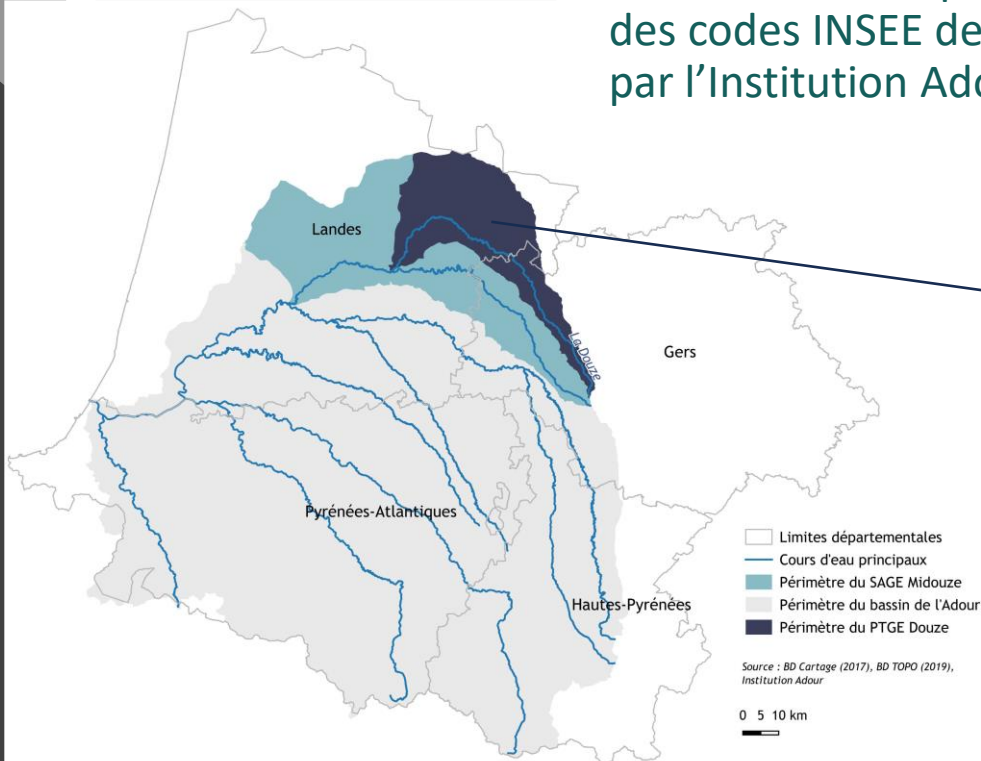 des codes INSEE de
par l'Institution Ado
Landes
La Douze
Gers
Pyrénées-Atlantiques
Hautes-Pyrénées
Limites départementales
Cours d'eau principaux
Périmètre du SAGE Midouze
Périmètre du bassin de l'Adour
Périmètre du PTGE Douze
Source : BD Cartage (2017), BD TOPO (2019),
Institution Adour
0 5 10 km